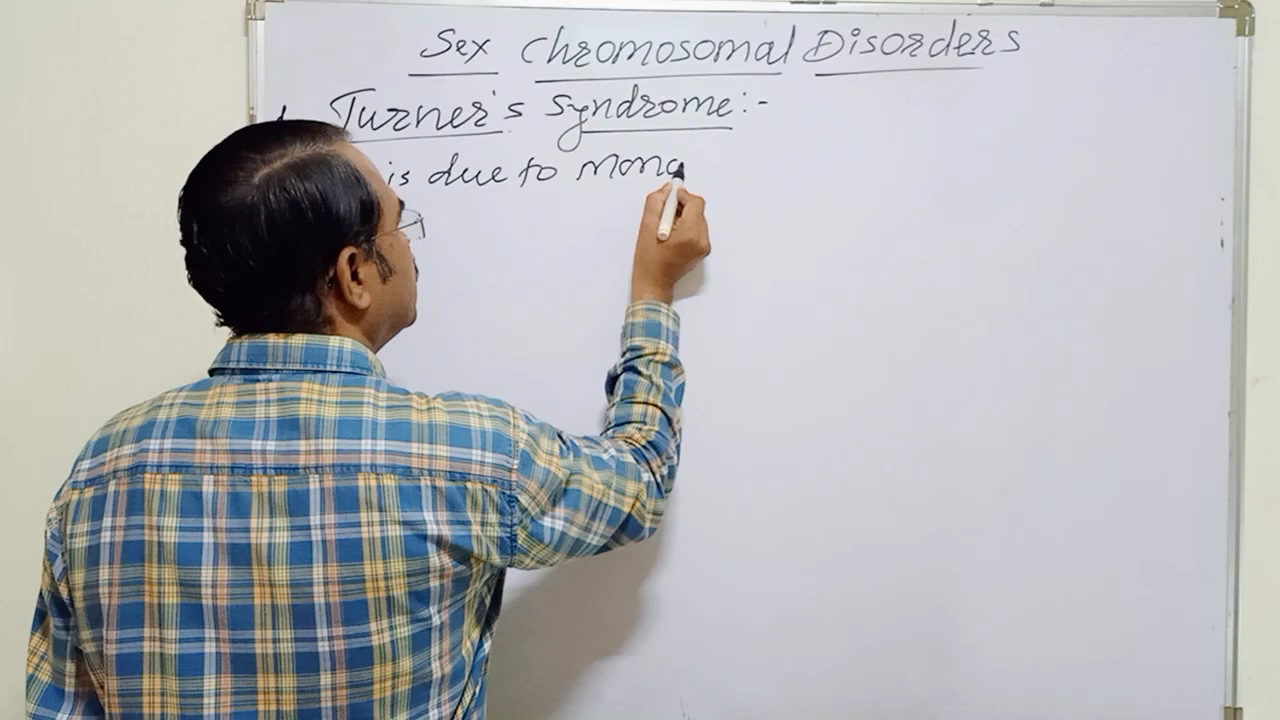 Sex Chromosomal Disorders
Turner's Syndrome:-
is due to mono